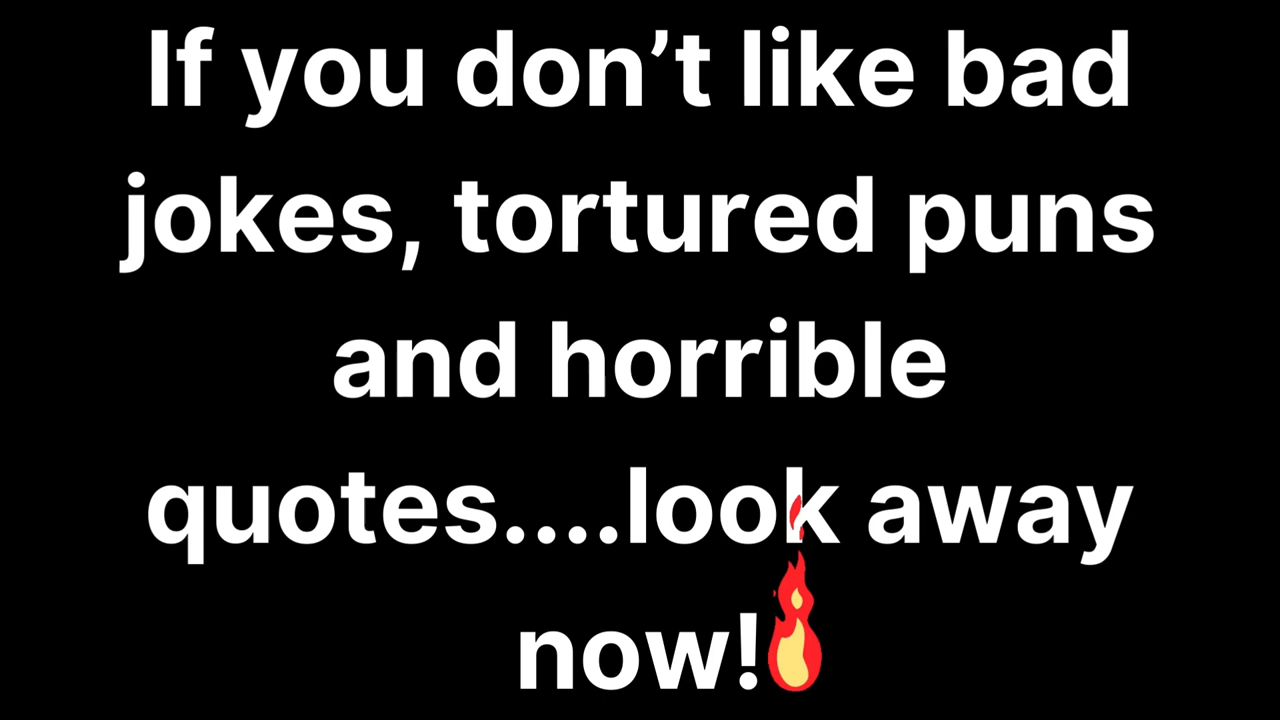 If you don’t like bad
jokes, tortured puns
and horrible
quotes....look away
now!